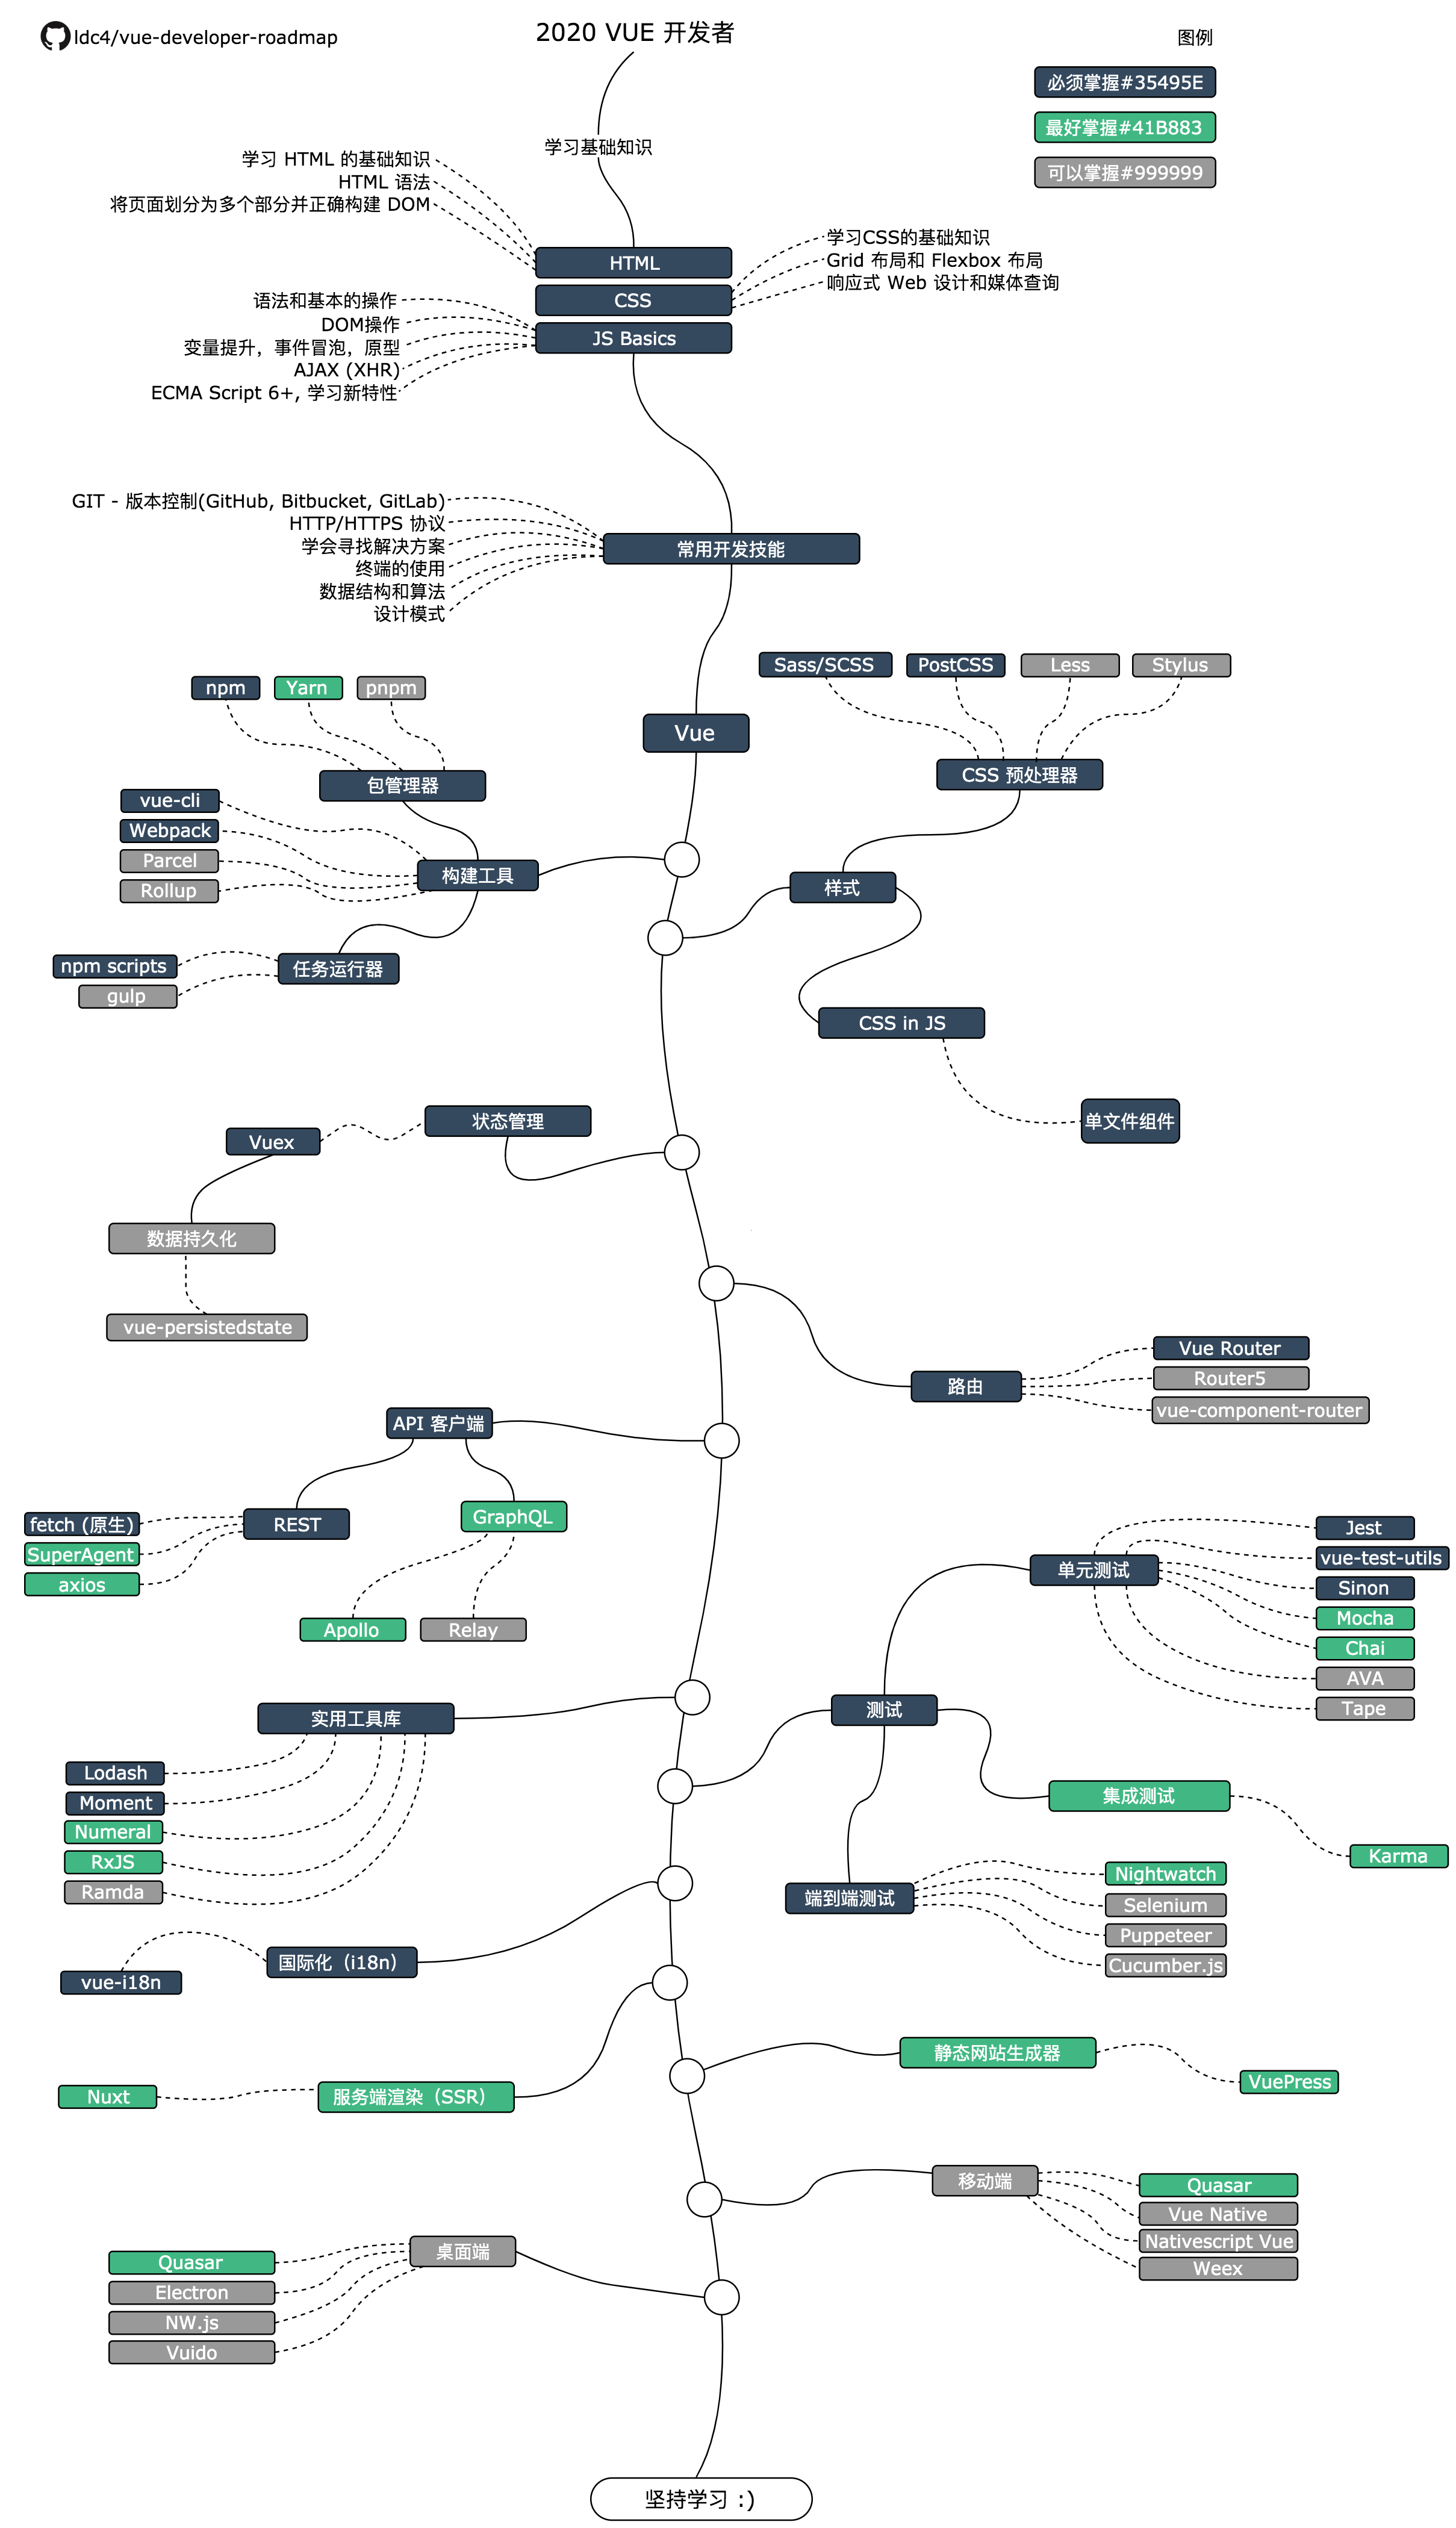 ldc4/vue-developer-roadmap
2020 VUE 开发者
图例
必须掌握#35495E
最好掌握#41B883
可以掌握#999999
学习基础知识
学习 HTML 的基础知识
HTML 语法
将页面划分为多个部分并正确构建 DOM
HTML
学习CSS的基础知识
Grid 布局和 Flexbox 布局
响应式 Web 设计和媒体查询
CSS
语法和基本的操作
DOM操作
变量提升，事件冒泡，原型
AJAX (XHR)
ECMA Script 6+, 学习新特性
JS Basics
GIT - 版本控制(GitHub, Bitbucket, GitLab)
HTTP/HTTPS 协议
学会寻找解决方案
终端的使用
数据结构和算法
设计模式
常用开发技能
Vue
npm
Yarn
pnpm
包管理器
vue-cli
Webpack
Parcel
Rollup
构建工具
npm scripts
gulp
任务运行器
Sass/SCSS
PostCSS
Less
Stylus
CSS 预处理器
样式
CSS in JS
单文件组件
状态管理
Vuex
数据持久化
vue-persistedstate
路由
Vue Router
Router5
vue-component-router
API 客户端
REST
fetch (原生)
SuperAgent
axios
GraphQL
Apollo
Relay
单元测试
Jest
vue-test-utils
Sinon
Mocha
Chai
AVA
Tape
测试
集成测试
Karma
端到端测试
Nightwatch
Selenium
Puppeteer
Cucumber.js
实用工具库
Lodash
Moment
Numeral
RxJS
Ramda
国际化（i18n）
vue-i18n
服务端渲染（SSR）
Nuxt
静态网站生成器
VuePress
移动端
Quasar
Vue Native
Nativescript Vue
Weex
桌面端
Quasar
Electron
NW.js
Vuido
坚持学习 :)